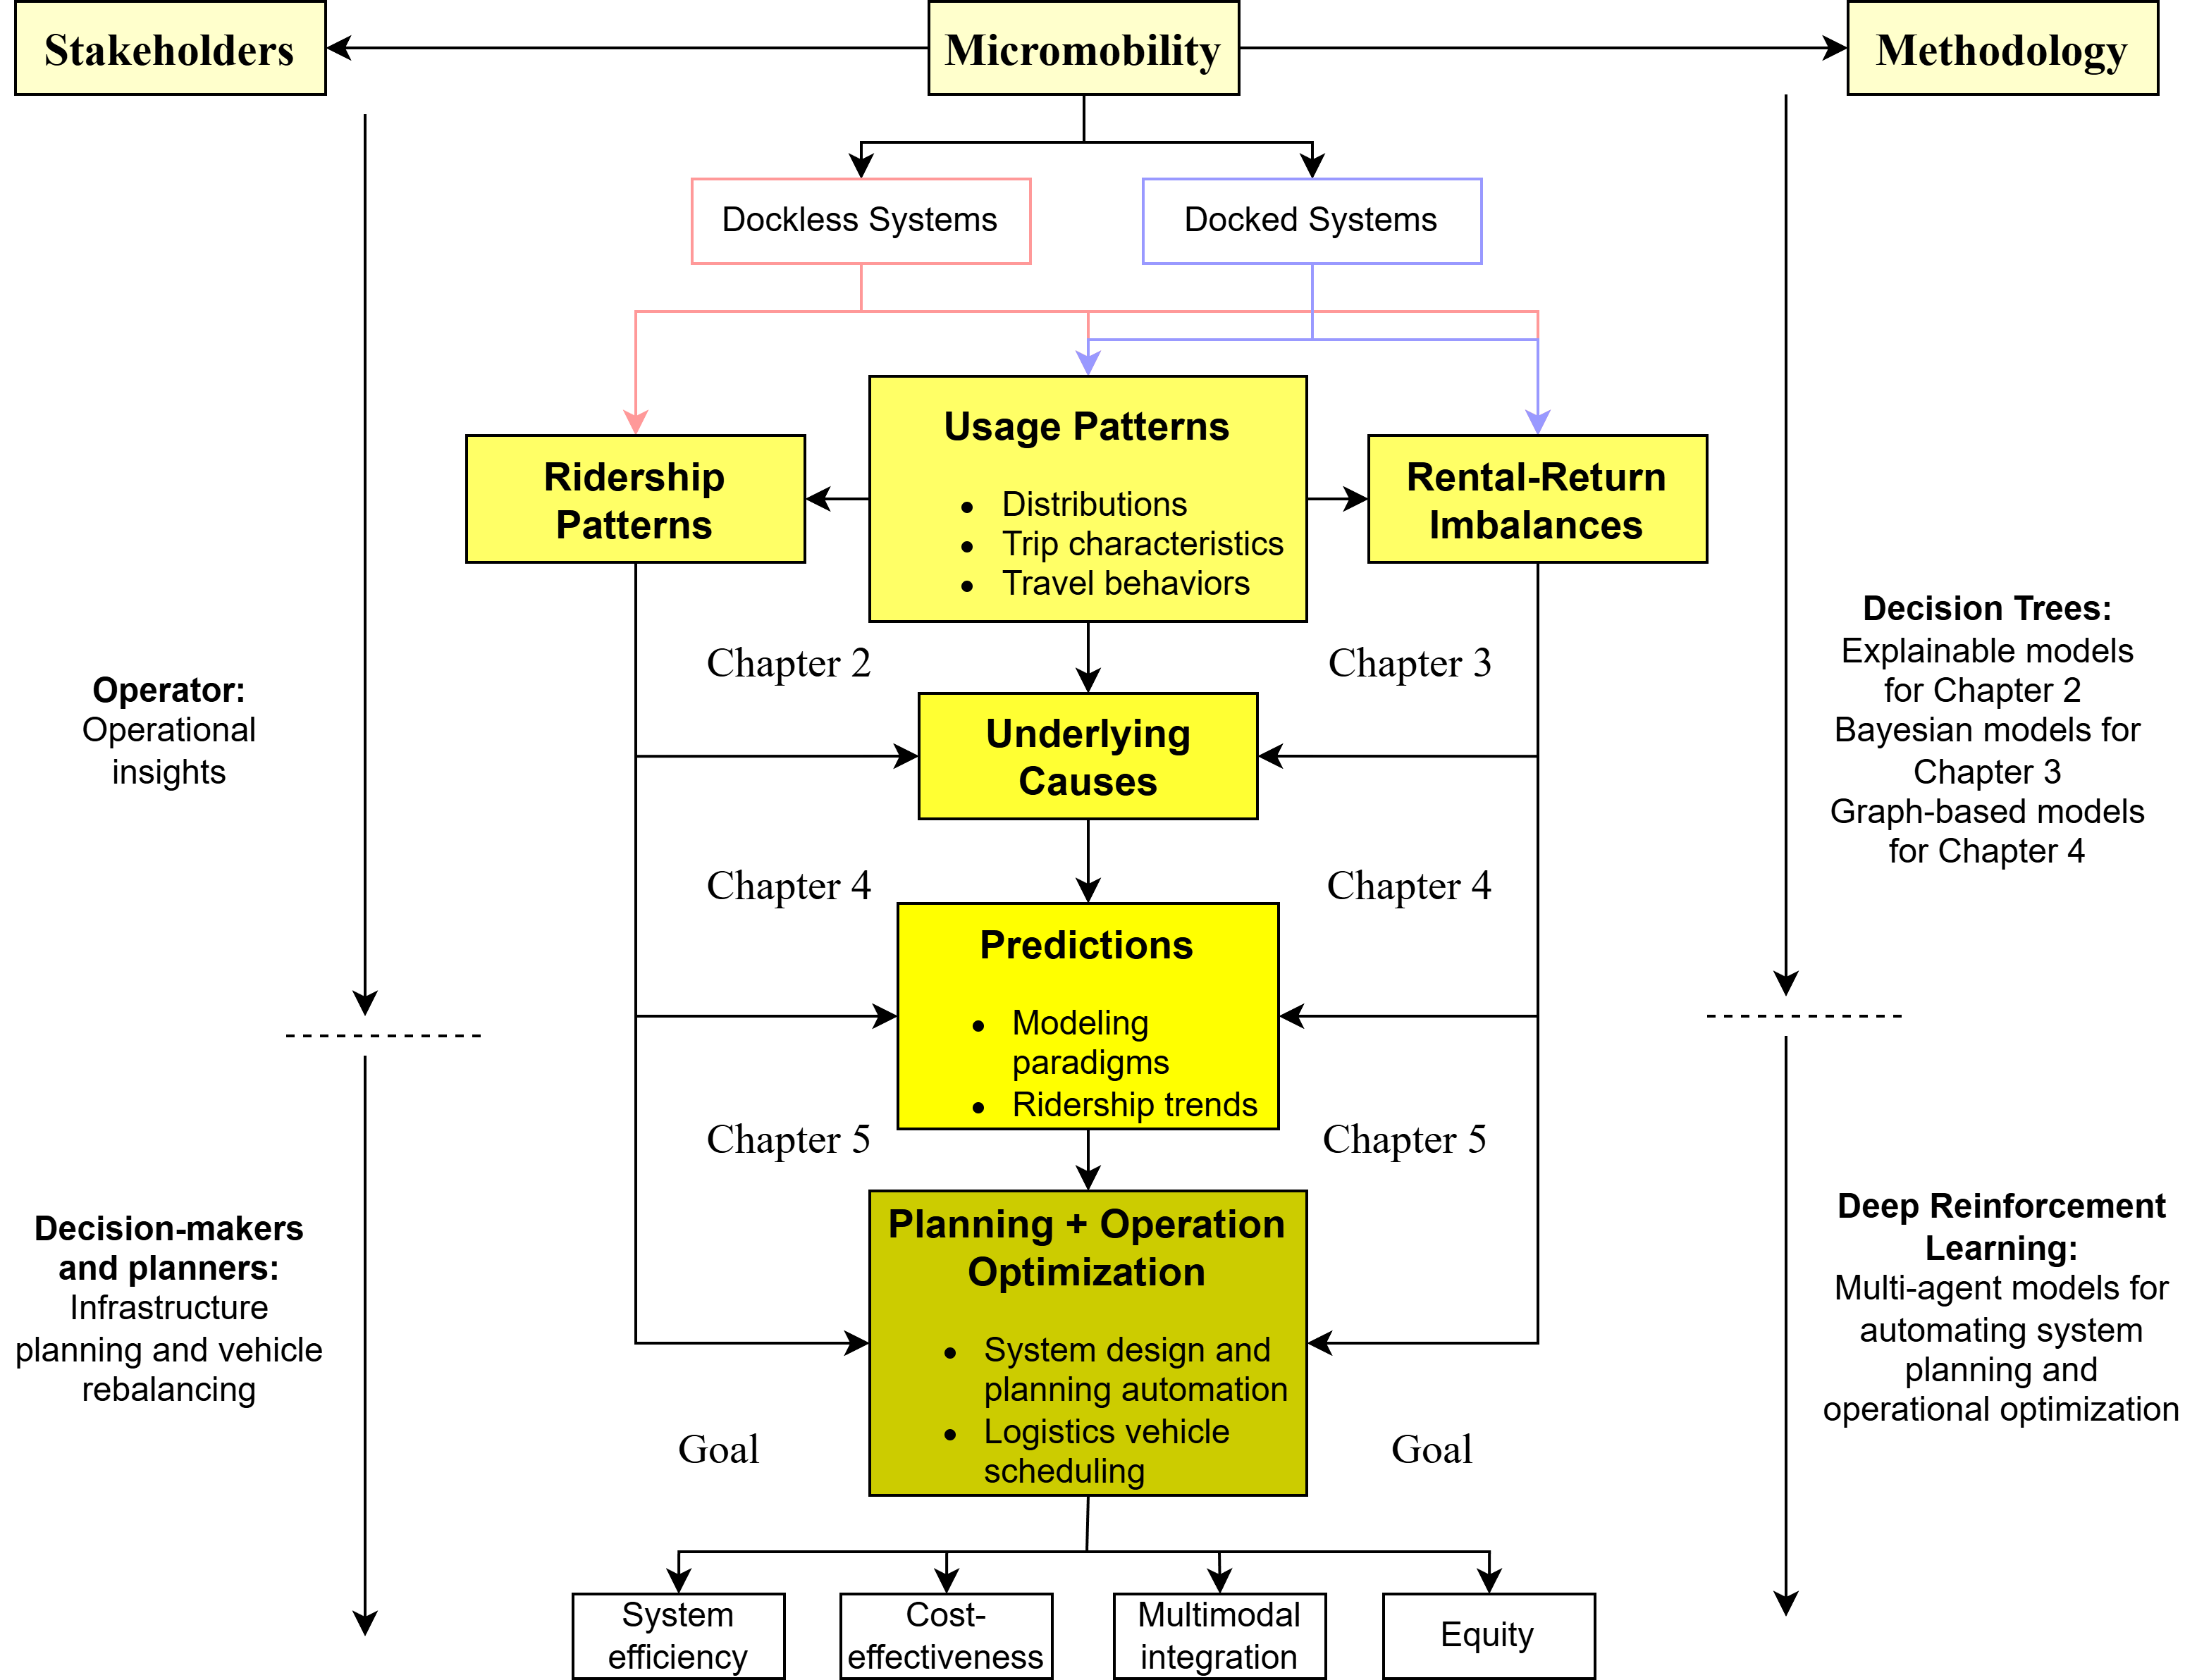 Stakeholders
Micromobility
Methodology
Dockless Systems
Docked Systems
Usage Patterns
• Distributions
• Trip characteristics
• Travel behaviors
Ridership
Patterns
Rental-Return
Imbalances
Chapter 2
Chapter 3
Underlying
Causes
Chapter 4
Chapter 4
Predictions
• Modeling
paradigms
• Ridership trends
Chapter 5
Chapter 5
Planning + Operation
Optimization
• System design and
planning automation
• Logistics vehicle
scheduling
Goal
Goal
System
efficiency
Cost-
effectiveness
Multimodal
integration
Equity
Operator:
Operational
insights
Decision-makers
and planners:
Infrastructure
planning and vehicle
rebalancing
Decision Trees:
Explainable models
for Chapter 2
Bayesian models for
Chapter 3
Graph-based models
for Chapter 4
Deep Reinforcement
Learning:
Multi-agent models for
automating system
planning and
operational optimization